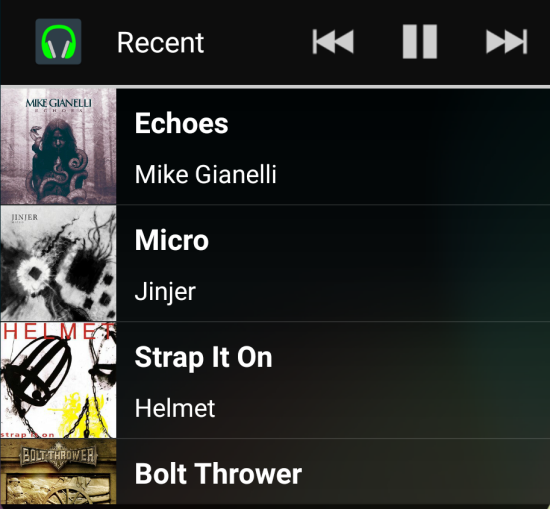 Recent
MIKE GIANELLI
ECHOES
Echoes
Mike Gianelli
JINJER
Micro
Jinjer
HELMET
strap it on
Strap It On
Helmet
BOLT THROWER
Bolt Thrower